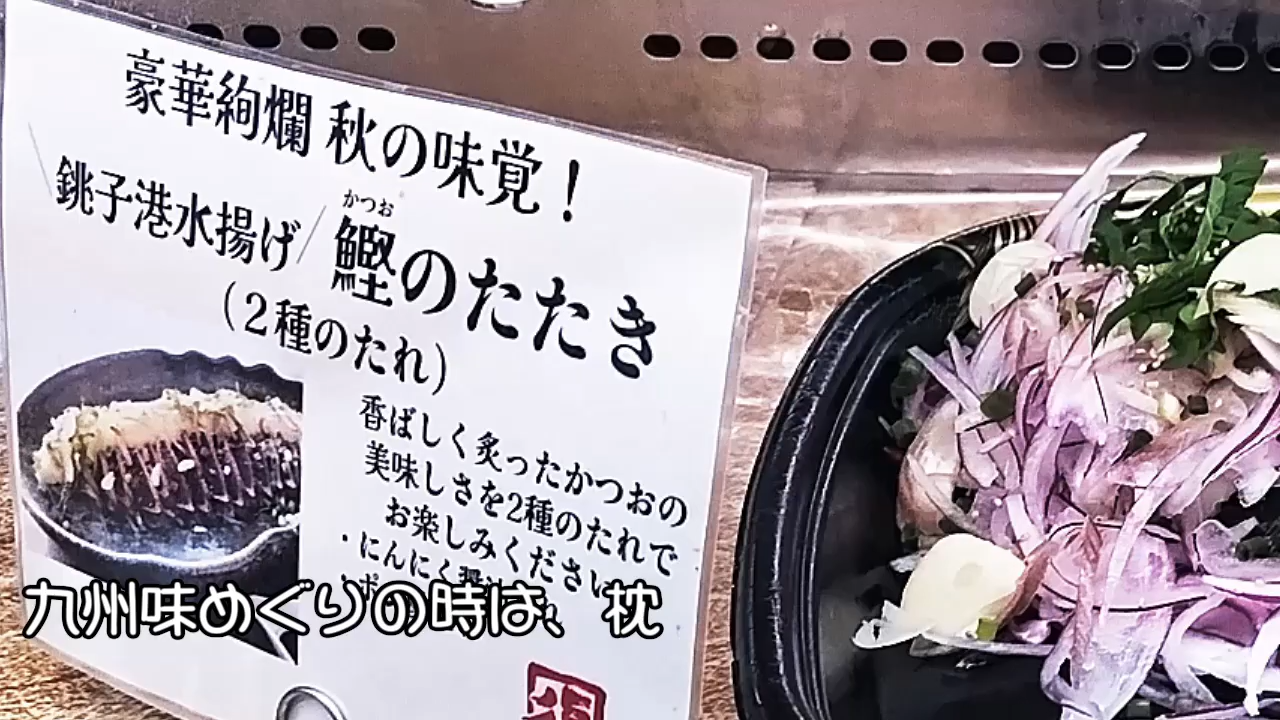 豪華絢爛 秋の味覚！
銚子港水揚げ／鰹のたたき
かつお
（2種のたれ）
香ばしく炙ったかつおの
美味しさを2種のたれで
お楽しみください
・にんにく醤
九州味めぐりの時は、枕